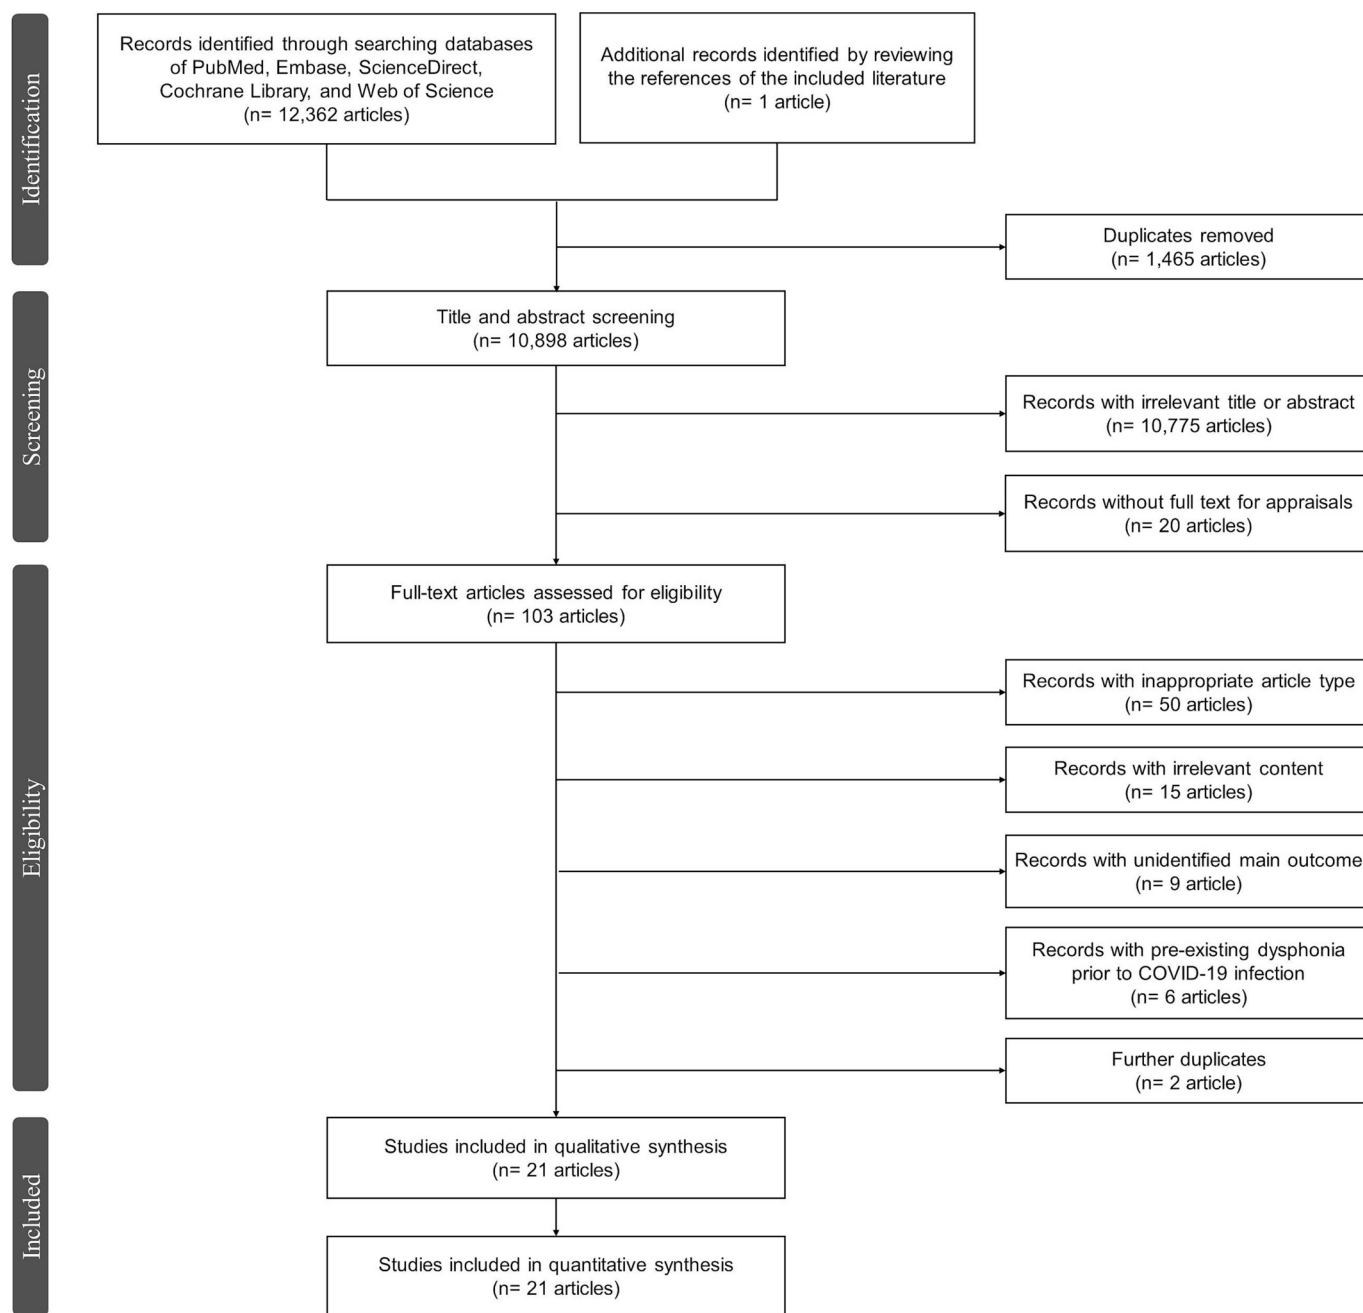 Identification
Records identified through searching databases
of PubMed, Embase, ScienceDirect,
Cochrane Library, and Web of Science
(n= 12,362 articles)
Additional records identified by reviewing
the references of the included literature
(n= 1 article)
Duplicates removed
(n= 1,465 articles)
Screening
Title and abstract screening
(n= 10,898 articles)
Records with irrelevant title or abstract
(n= 10,775 articles)
Records without full text for appraisals
(n= 20 articles)
Eligibility
Full-text articles assessed for eligibility
(n= 103 articles)
Records with inappropriate article type
(n= 50 articles)
Records with irrelevant content
(n= 15 articles)
Records with unidentified main outcome
(n= 9 article)
Records with pre-existing dysphonia
prior to COVID-19 infection
(n= 6 articles)
Further duplicates
(n= 2 article)
Included
Studies included in qualitative synthesis
(n= 21 articles)
Studies included in quantitative synthesis
(n= 21 articles)